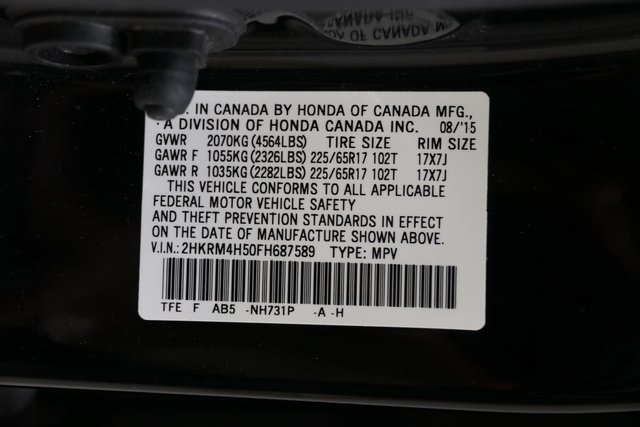 OF CANADA IN
. IN CANADA BY HONDA OF CANADA MFG.,
A DIVISION OF HONDA CANADA INC. 08/'15
GVWR 2070KG (4564LBS) TIRE SIZE RIM SIZE
GAWR F 1055KG (2326LBS) 225/65R17 102T 17X7J
GAWR R 1035KG (2282LBS) 225/65R17 102T 17X7J
THIS VEHICLE CONFORMS TO ALL APPLICABLE
FEDERAL MOTOR VEHICLE SAFETY
AND THEFT PREVENTION STANDARDS IN EFFECT
ON THE DATE OF MANUFACTURE SHOWN ABOVE.
V.I.N.: 2HKRM4H50FH687589 TYPE: MPV
TFE F AB5 -NH731P -A -H